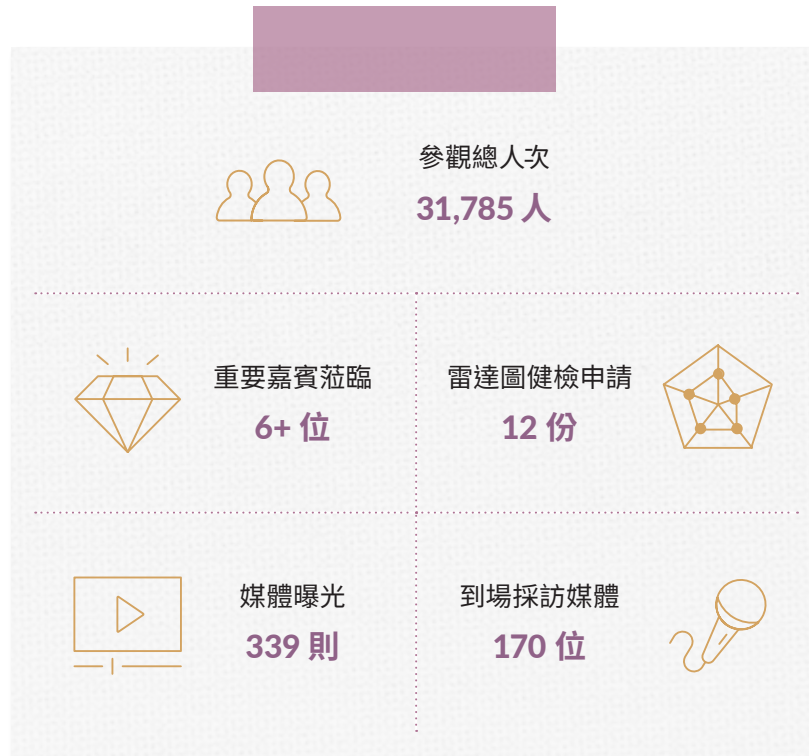 參觀總人次
31,785 人
重要嘉賓蒞臨
6+ 位
雷達圖健檢申請
12 份
媒體曝光
339 則
到場採訪媒體
170 位